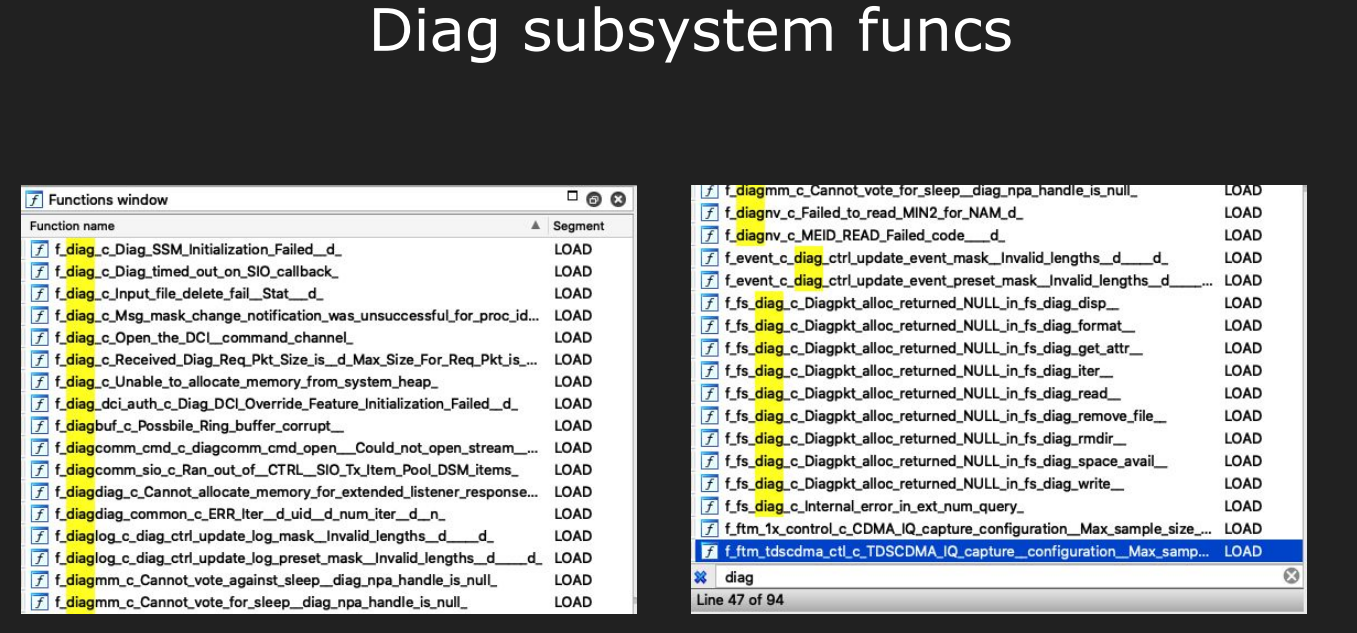 Diag subsystem funcs
Functions window
Function name Segment
f_diag_c_Diag_SSM_Initialization_Failed__d_ LOAD
f_diag_c_Diag_timed_out_on_SIO_callback_ LOAD
f_diag_c_Input_file_delete_fail__Stat___d_ LOAD
f_diag_c_Msg_mask_change_notification_was_unsuccessful_for_proc_id... LOAD
f_diag_c_Open_the_DCI__command_channel_ LOAD
f_diag_c_Received_Diag_Req_Pkt_Size_is__d_Max_Size_For_Req_Pkt_is_... LOAD
f_diag_c_Unable_to_allocate_memory_from_system_heap_ LOAD
f_diag_dci_auth_c_Diag_DCI_Override_Feature_Initialization_Failed__d_ LOAD
f_diagbuf_c_Possbile_Ring_buffer_corrupt__ LOAD
f_diagcomm_cmd_c_diagcomm_cmd_open___Could_not_open_stream__... LOAD
f_diagcomm_sio_c_Ran_out_of__CTRL__SIO_Tx_Item_Pool_DSM_items_ LOAD
f_diagdiag_c_Cannot_allocate_memory_for_extended_listener_response... LOAD
f_diagdiag_common_c_ERR_Iter__d_uid__d_num_iter__d__n_ LOAD
f_diaglog_c_diag_ctrl_update_log_mask__Invalid_lengths__d____d_ LOAD
f_diaglog_c_diag_ctrl_update_log_preset_mask__Invalid_lengths__d____d_ LOAD
f_diagmm_c_Cannot_vote_against_sleep__diag_npa_handle_is_null_ LOAD
f_diagmm_c_Cannot_vote_for_sleep__diag_npa_handle_is_null_ LOAD
f_diagmm_c_Cannot_vote_for_sleep__diag_npa_handle_is_null_ LOAD
f_diagnv_c_Failed_to_read_MIN2_for_NAM_d_ LOAD
f_diagnv_c_MEID_READ_Failed_code___d_ LOAD
f_event_c_diag_ctrl_update_event_mask__Invalid_lengths__d____d_ LOAD
f_event_c_diag_ctrl_update_event_preset_mask__Invalid_lengths__d____... LOAD
f_fs_diag_c_Diagpkt_alloc_returned_NULL_in_fs_diag_disp__ LOAD
f_fs_diag_c_Diagpkt_alloc_returned_NULL_in_fs_diag_format__ LOAD
f_fs_diag_c_Diagpkt_alloc_returned_NULL_in_fs_diag_get_attr__ LOAD
f_fs_diag_c_Diagpkt_alloc_returned_NULL_in_fs_diag_iter__ LOAD
f_fs_diag_c_Diagpkt_alloc_returned_NULL_in_fs_diag_read__ LOAD
f_fs_diag_c_Diagpkt_alloc_returned_NULL_in_fs_diag_remove_file__ LOAD
f_fs_diag_c_Diagpkt_alloc_returned_NULL_in_fs_diag_rmdir__ LOAD
f_fs_diag_c_Diagpkt_alloc_returned_NULL_in_fs_diag_space_avail__ LOAD
f_fs_diag_c_Diagpkt_alloc_returned_NULL_in_fs_diag_write__ LOAD
f_fs_diag_c_Internal_error_in_ext_num_query_ LOAD
f_ftm_1x_control_c_CDMA_IQ_capture_configuration__Max_sample_size_... LOAD
f_ftm_tdscdma_ctl_c_TDSCDMA_IQ_capture__configuration__Max_samp... LOAD
diag
Line 47 of 94